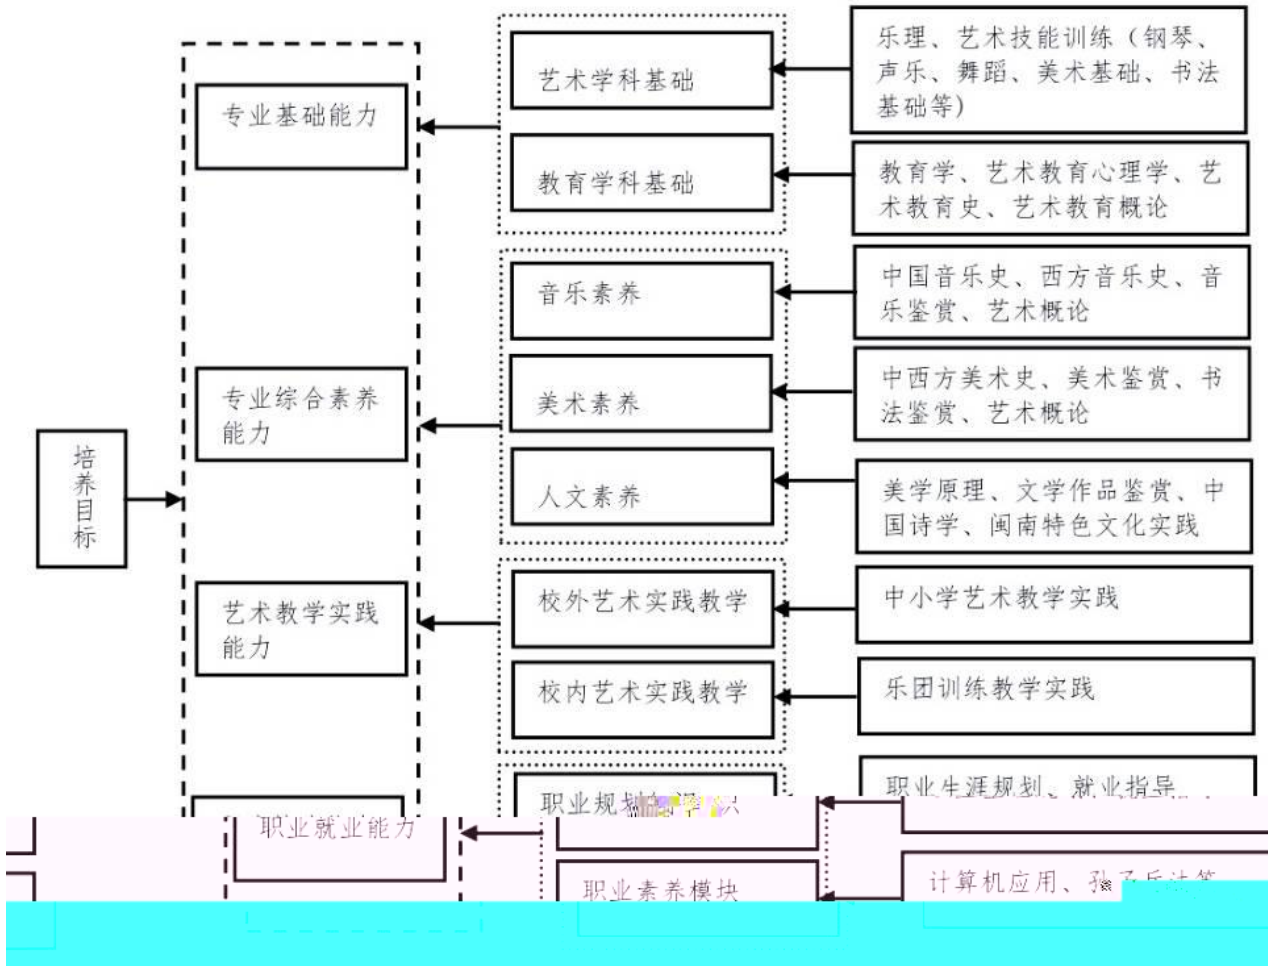 培养目标
专业基础能力
专业综合素养
能力
艺术教学实践
能力
职业就业能力
艺术学科基础
教育学科基础
音乐素养
美术素养
人文素养
校外艺术实践教学
校内艺术实践教学
职业规划
职业素养模块
乐理、艺术技能训练（钢琴、
声乐、舞蹈、美术基础、书法
基础等）
教育学、艺术教育心理学、艺
术教育史、艺术教育概论
中国音乐史、西方音乐史、音
乐鉴赏、艺术概论
中西方美术史、美术鉴赏、书
法鉴赏、艺术概论
美学原理、文学作品鉴赏、中
国诗学、闽南特色文化实践
中小学艺术教学实践
乐团训练教学实践
职业生涯规划、就业指导
计算机应用、